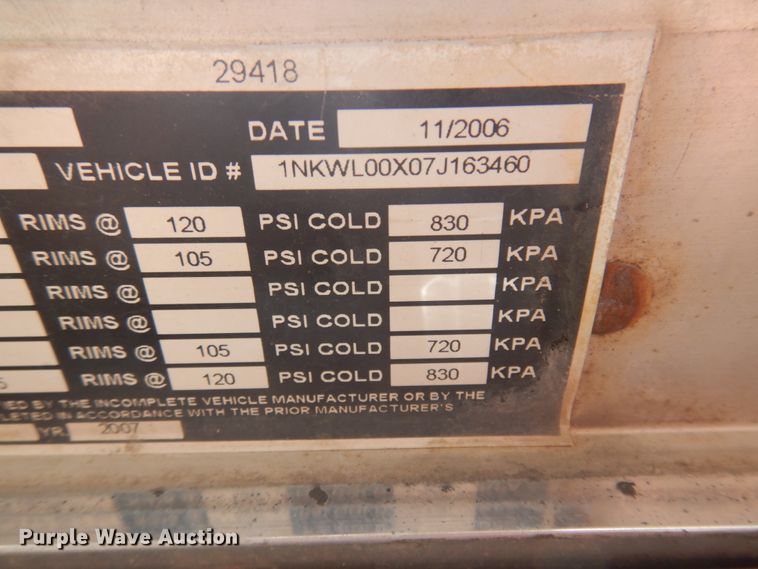 29418
DATE 11/2006
VEHICLE ID # 1NKWL00X07J163460
RIMS @ 120 PSI COLD 830 KPA
RIMS @ 105 PSI COLD 720 KPA
RIMS @ PSI COLD KPA
RIMS @ PSI COLD KPA
RIMS @ 105 PSI COLD 720 KPA
RIMS @ 120 PSI COLD 830 KPA
BY THE INCOMPLETE VEHICLE MANUFACTURER OR BY THE
IN ACCORDANCE WITH THE PRIOR MANUFACTURER'S
YR. 2007
Purple Wave Auction